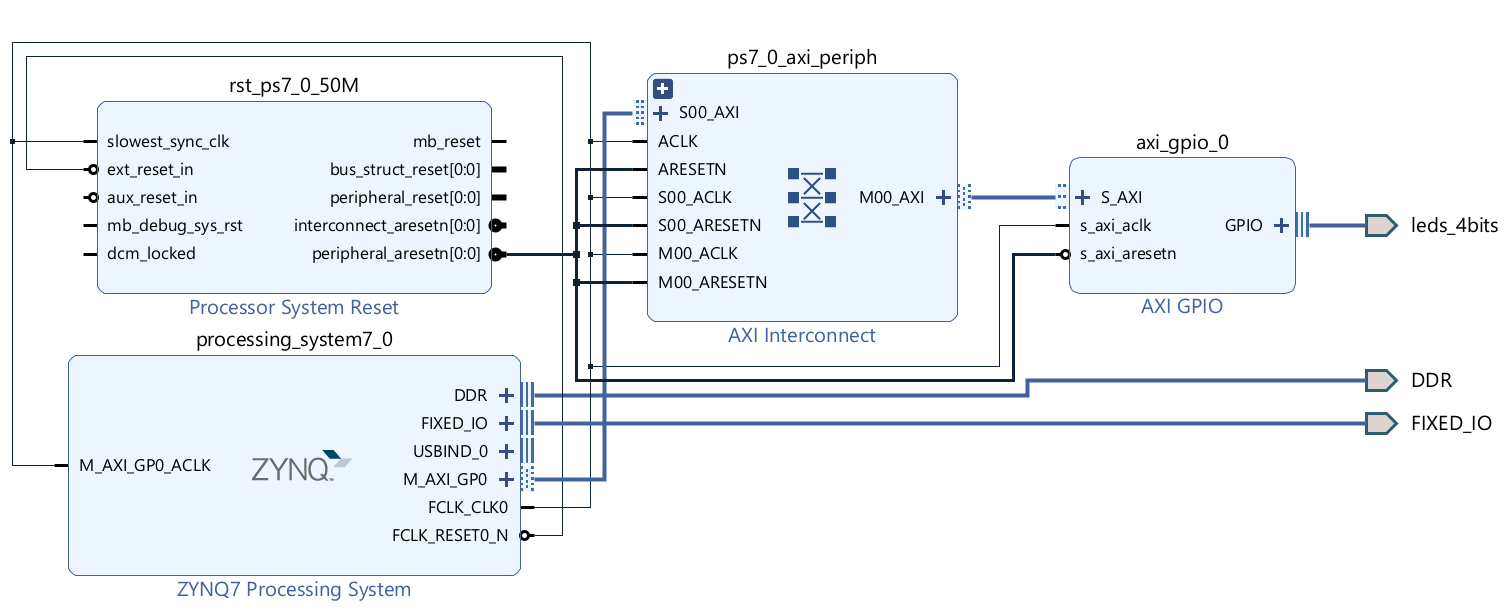 rst_ps7_0_50M
slowest_sync_clk
ext_reset_in
aux_reset_in
mb_debug_sys_rst
dcm_locked
mb_reset
bus_struct_reset[0:0]
peripheral_reset[0:0]
interconnect_aresetn[0:0]
peripheral_aresetn[0:0]
Processor System Reset
processing_system7_0
M_AXI_GP0_ACLK
ZYNQ
DDR
FIXED_IO
USBIND_0
M_AXI_GP0
FCLK_CLK0
FCLK_RESET0_N
ZYNQ7 Processing System
ps7_0_axi_periph
S00_AXI
ACLK
ARESETN
S00_ACLK
S00_ARESETN
M00_ACLK
M00_ARESETN
M00_AXI
AXI Interconnect
axi_gpio_0
S_AXI
s_axi_aclk
s_axi_aresetn
GPIO
AXI GPIO
leds_4bits
DDR
FIXED_IO